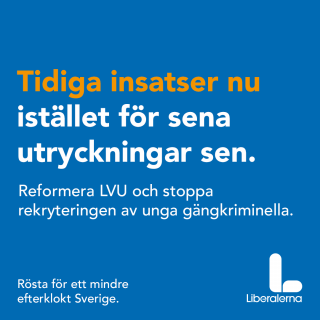 Tidiga insatser nu
istället för sena
utryckningar sen.
Reformera LVU och stoppa
rekryteringen av unga gängkriminella.
Rösta för ett mindre
efterklokt Sverige.
Liberalerna